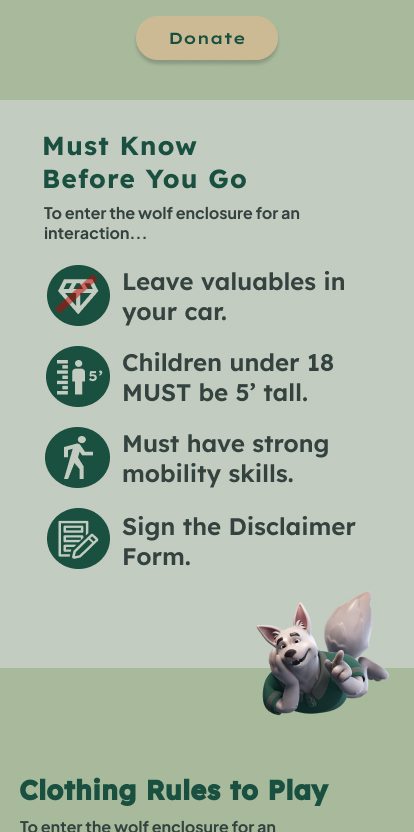 Donate
Must Know
Before You Go
To enter the wolf enclosure for an
interaction...
Leave valuables in
your car.
5’
Children under 18
MUST be 5’ tall.
Must have strong
mobility skills.
Sign the Disclaimer
Form.
Clothing Rules to Play
To enter the wolf enclosure for an